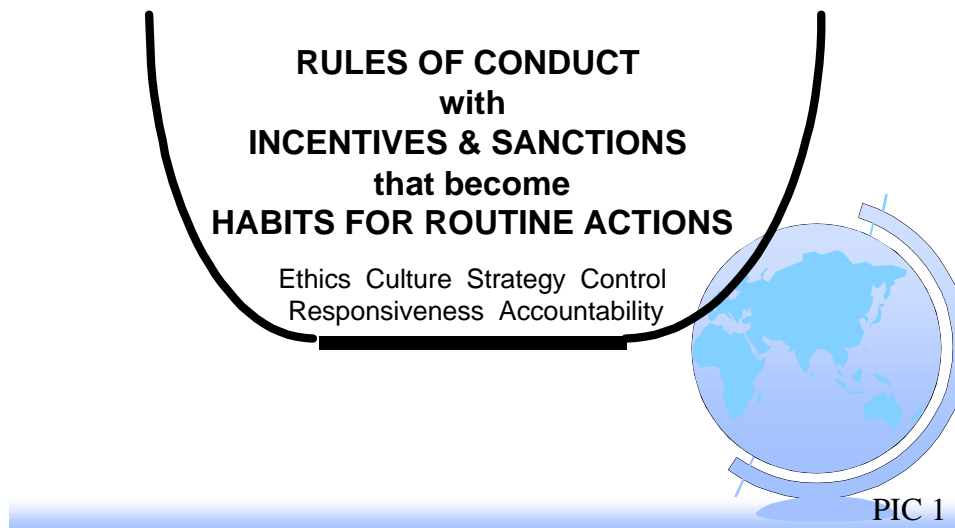 RULES OF CONDUCT
with
INCENTIVES & SANCTIONS
that become
HABITS FOR ROUTINE ACTIONS
Ethics Culture Strategy Control
Responsiveness Accountability
PIC 1